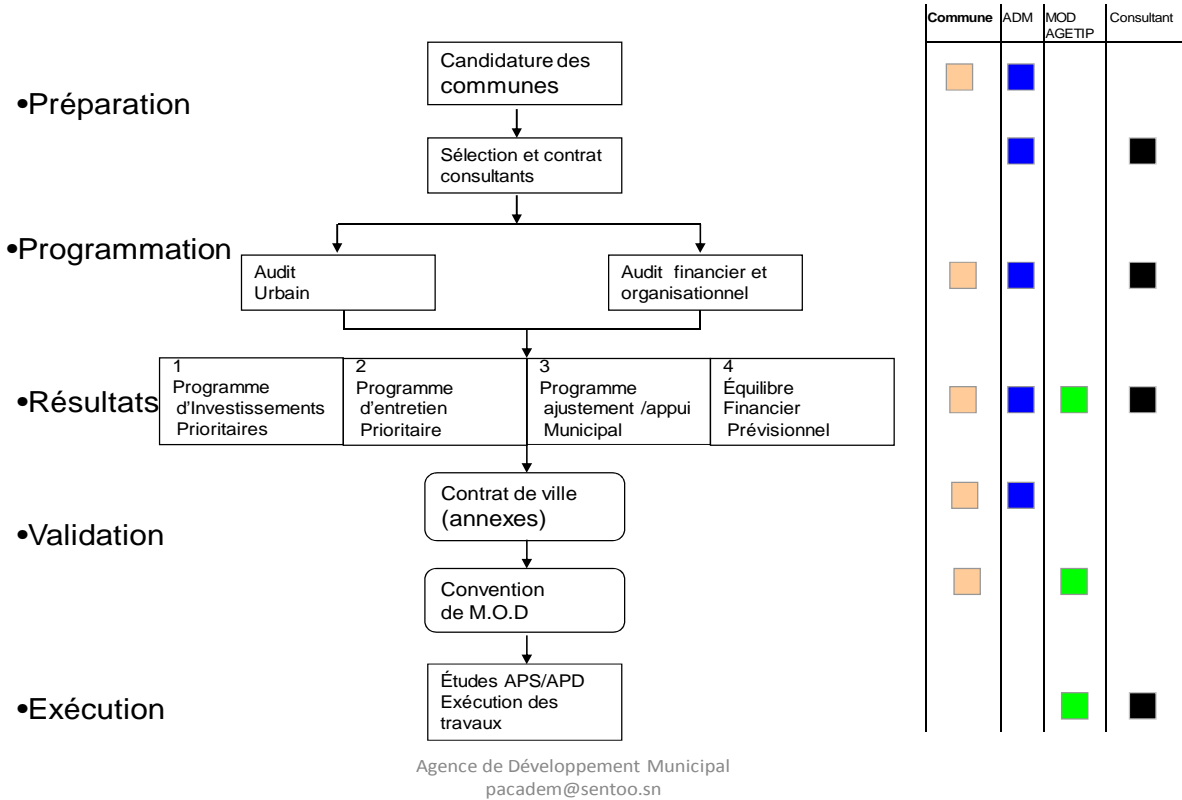 Commune ADM MOD Consultant
AGETIP
Candidature des
communes
•Préparation
Sélection et contrat
consultants
•Programmation
Audit
Urbain
Audit financier et
organisationnel
•Résultats
1
Programme
d'Investissements
Prioritaires
2
Programme
d'entretien
Prioritaire
3
Programme
ajustement /appui
Municipal
4
Équilibre
Financier
Prévisionnel
Contrat de ville
(annexes)
•Validation
Convention
de M.O.D
Études APS/APD
Exécution des
travaux
•Exécution
Agence de Développement Municipal
pacadem@sentoo.sn